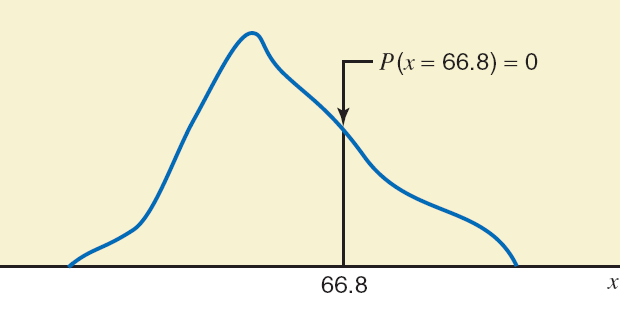 P(x = 66.8) = 0
66.8
x